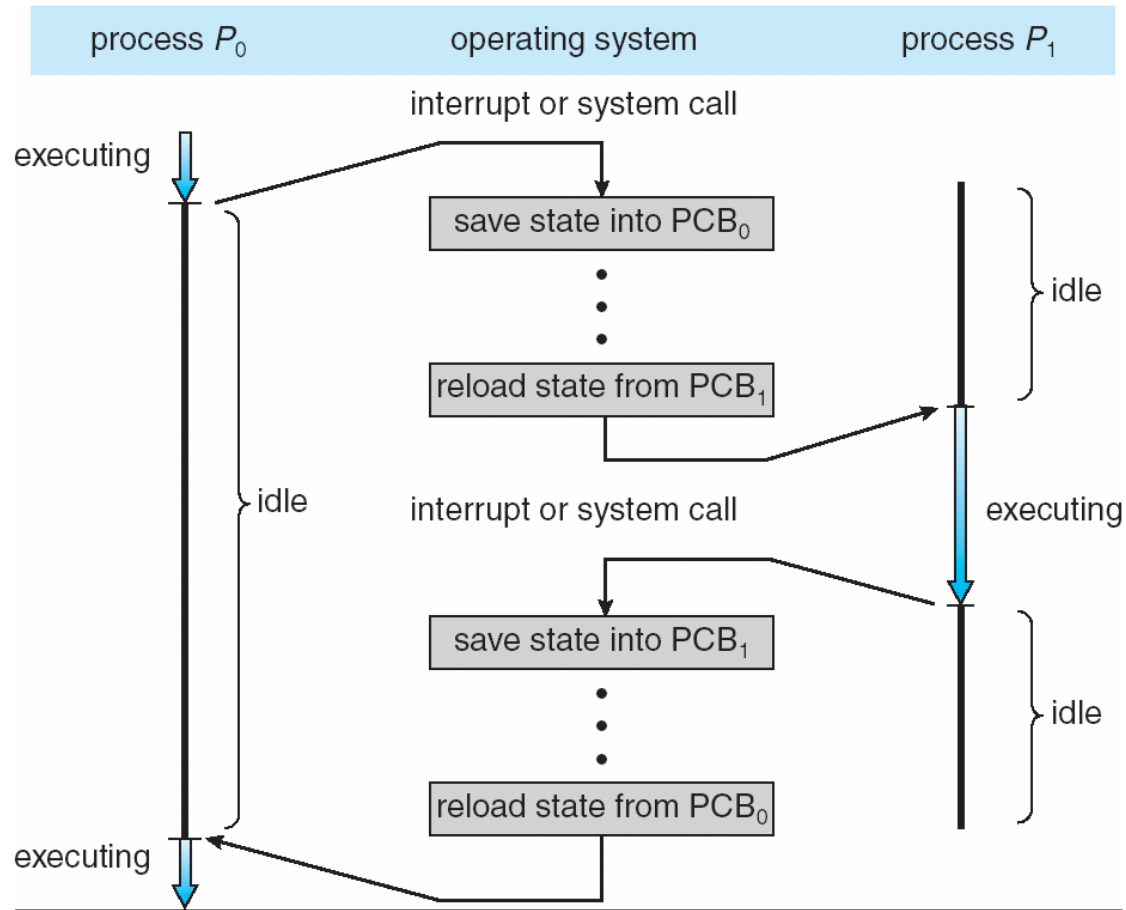 process P₀ operating system process P₁
interrupt or system call
executing
save state into PCB₀
idle
reload state from PCB₁
idle
interrupt or system call
executing
save state into PCB₁
idle
reload state from PCB₀
executing